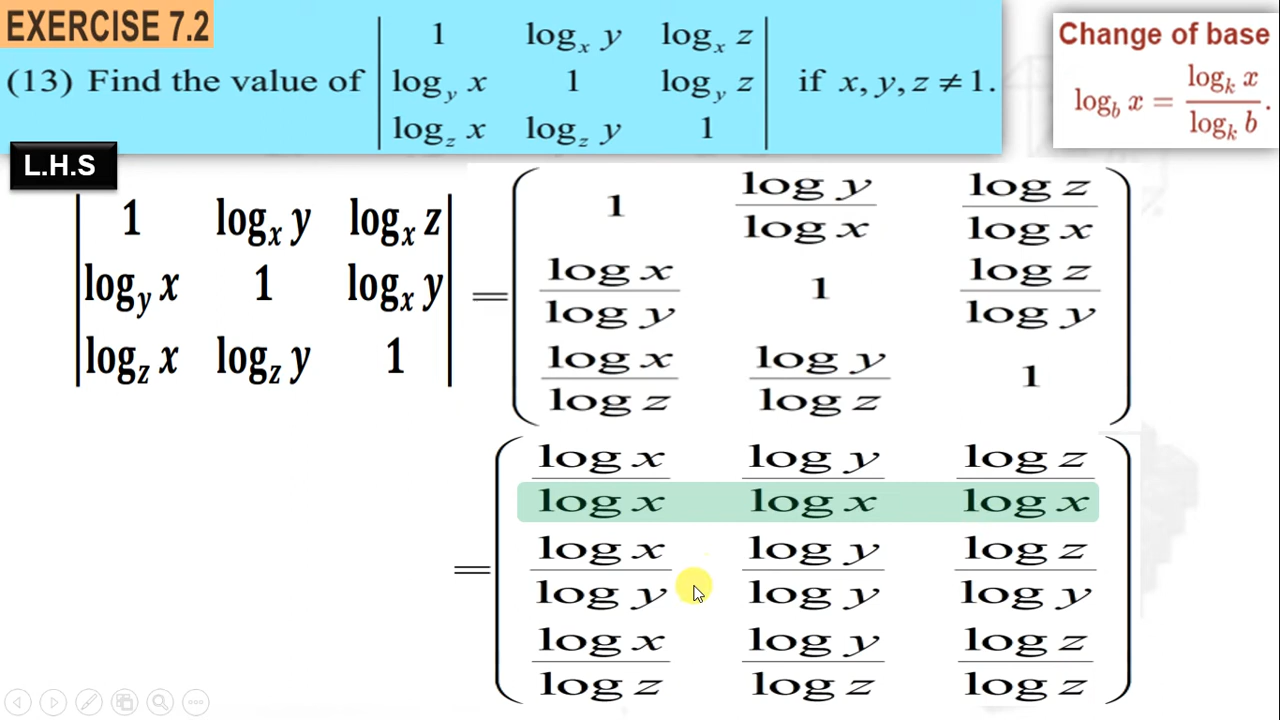 EXERCISE 7.2
(13) Find the value of | 1 log_x y log_x z |
| log_y x 1 log_y z | if x, y, z ≠ 1.
| log_z x log_z y 1 |
Change of base
log_b x = log_k x / log_k b .
L.H.S
| 1 log_x y log_x z |
| log_y x 1 log_x y |
| log_z x log_z y 1 |
= ( 1 log y / log x log z / log x )
( log x / log y 1 log z / log y )
( log x / log z log y / log z 1 )
= ( log x / log x log y / log x log z / log x )
( log x / log y log y / log y log z / log y )
( log x / log z log y / log z log z / log z )